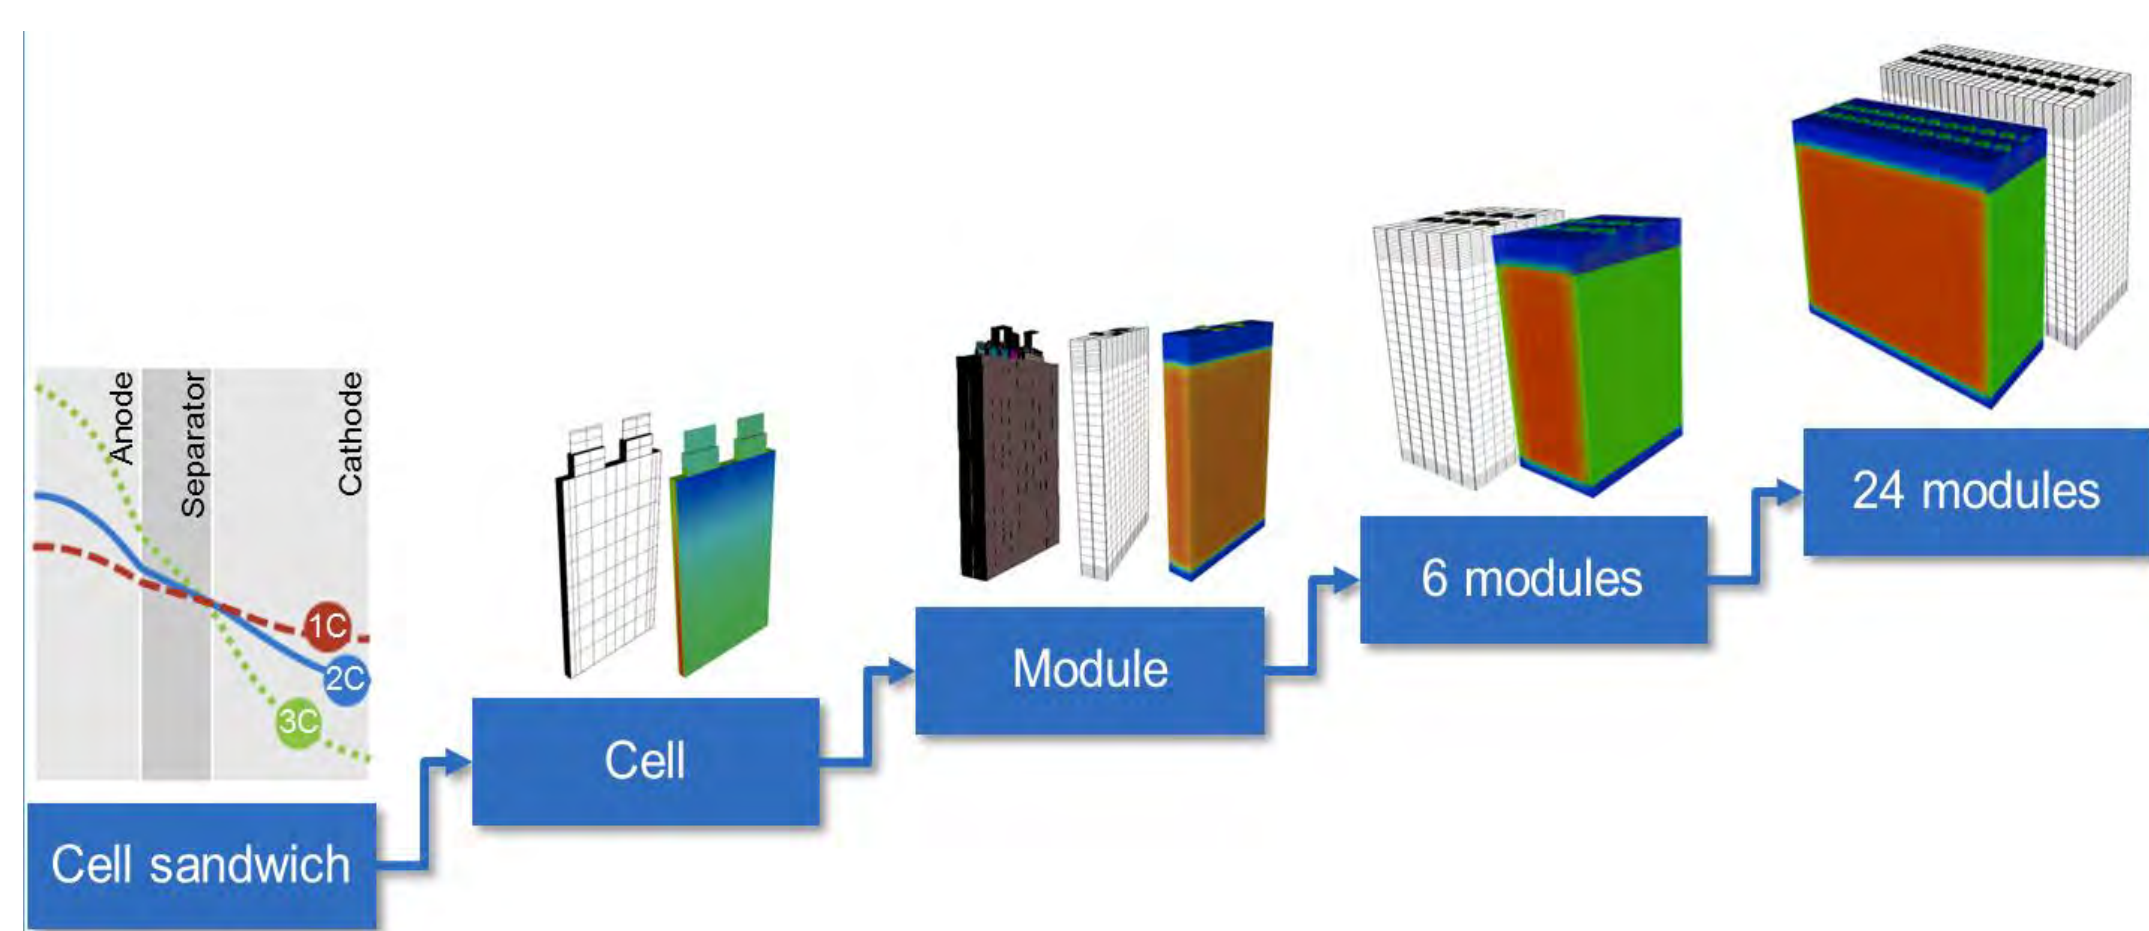 Anode
Separator
Cathode
1C
2C
3C
Cell sandwich
Cell
Module
6 modules
24 modules